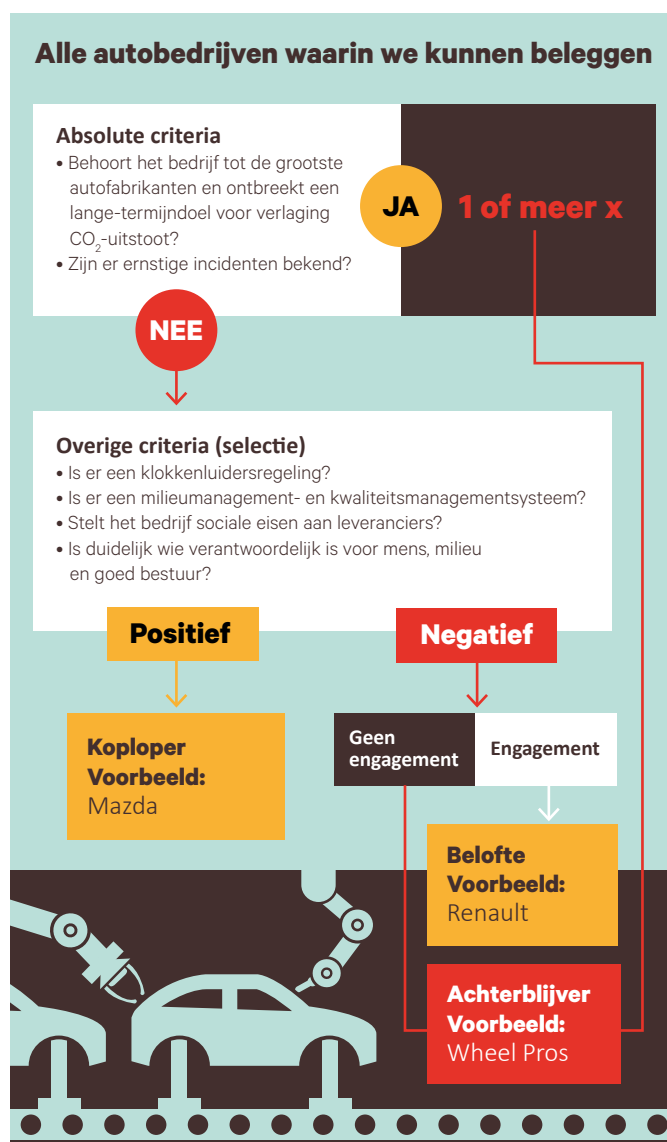 Alle autobedrijven waarin we kunnen beleggen
Absolute criteria
• Behoort het bedrijf tot de grootste
autofabrikanten en ontbreekt een
lange-termijndoel voor verlaging
CO₂-uitstoot?
• Zijn er ernstige incidenten bekend?
JA
1 of meer x
NEE
Overige criteria (selectie)
• Is er een klokkenluidersregeling?
• Is er een milieumanagement- en kwaliteitsmanagementsysteem?
• Stelt het bedrijf sociale eisen aan leveranciers?
• Is duidelijk wie verantwoordelijk is voor mens, milieu
en goed bestuur?
Positief
Negatief
Koploper
Voorbeeld:
Mazda
Geen
engagement
Engagement
Belofte
Voorbeeld:
Renault
Achterblijver
Voorbeeld:
Wheel Pros